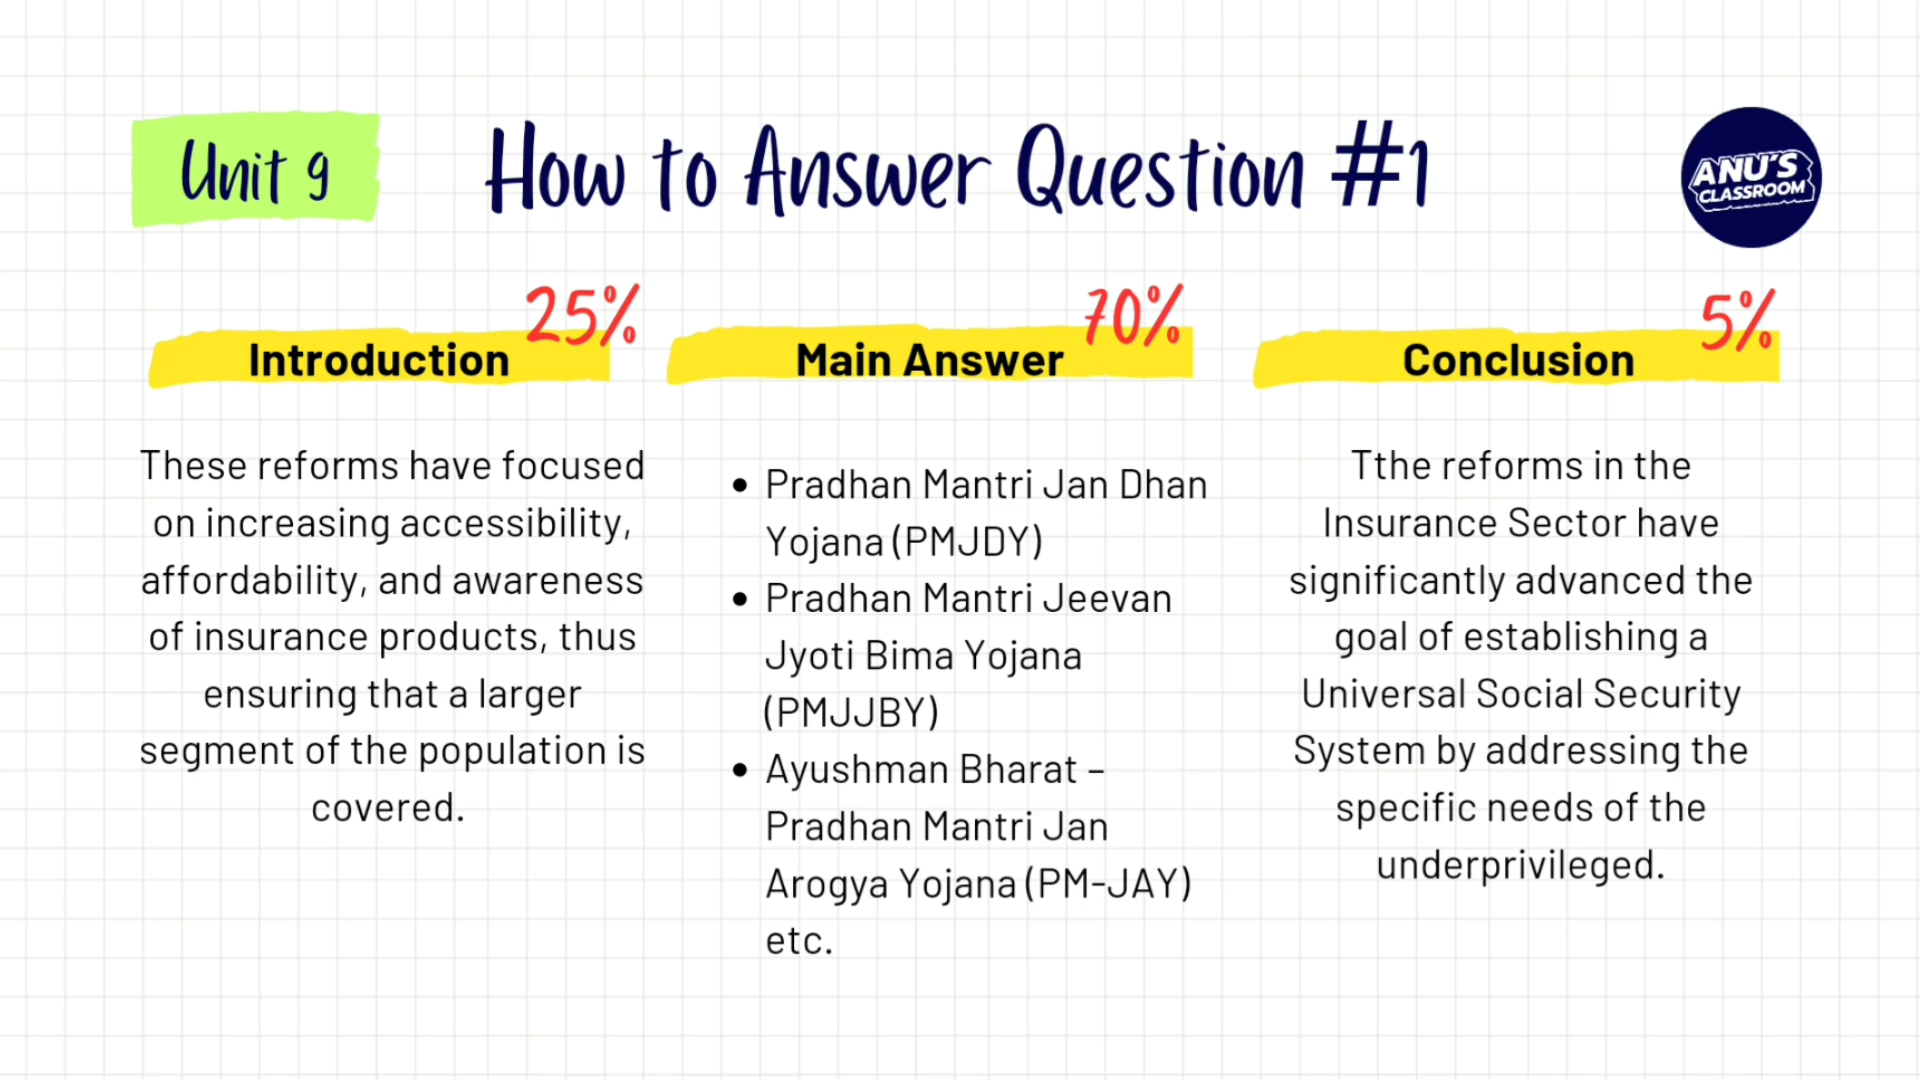 Unit 9
How to Answer Question #1
ANU'S
CLASSROOM
25%
Introduction
These reforms have focused
on increasing accessibility,
affordability, and awareness
of insurance products, thus
ensuring that a larger
segment of the population is
covered.
70%
Main Answer
• Pradhan Mantri Jan Dhan
Yojana (PMJDY)
• Pradhan Mantri Jeevan
Jyoti Bima Yojana
(PMJJBY)
• Ayushman Bharat –
Pradhan Mantri Jan
Arogya Yojana (PM-JAY)
etc.
5%
Conclusion
Tthe reforms in the
Insurance Sector have
significantly advanced the
goal of establishing a
Universal Social Security
System by addressing the
specific needs of the
underprivileged.